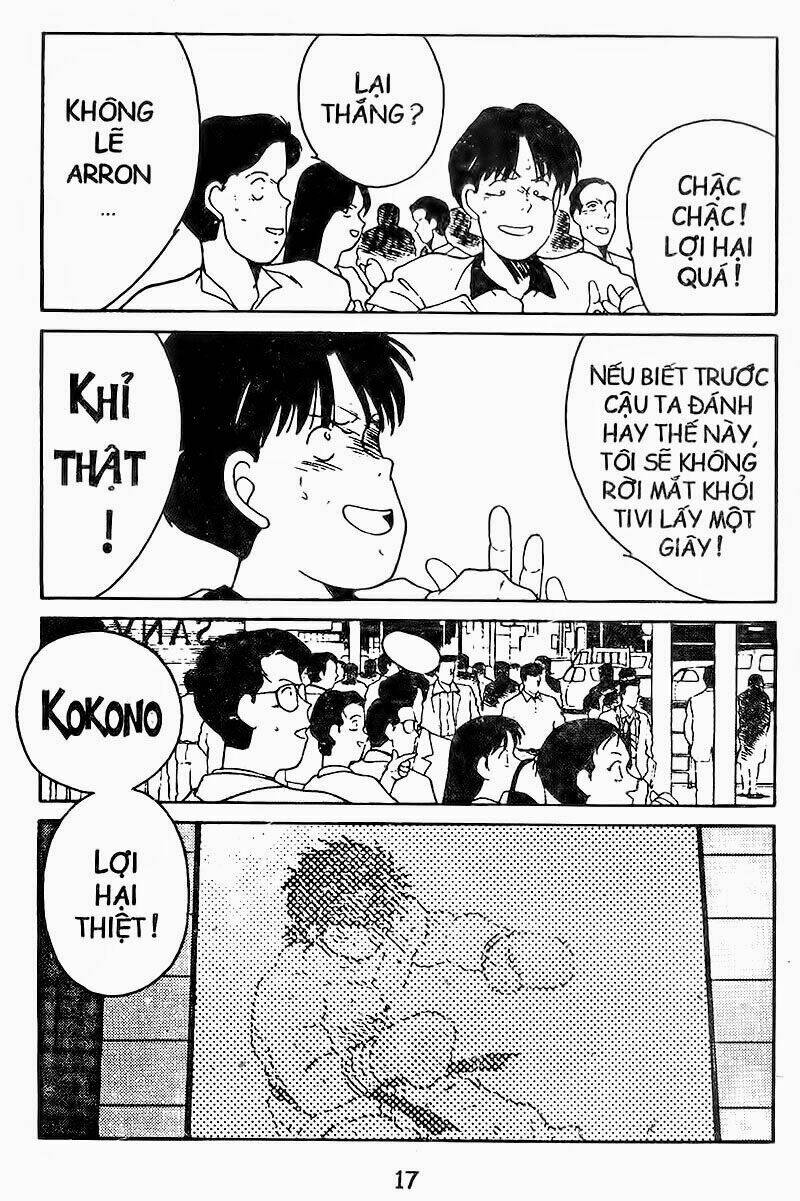 KHÔNG
LẼ
ARRON
...
LẠI
THẮNG?
CHẬC
CHẬC!
LỢI HẠI
QUÁ!
KHỈ
THẬT
!
NẾU BIẾT TRƯỚC
CẬU TA ĐÁNH
HAY THẾ NÀY,
TÔI SẼ KHÔNG
RỜI MẮT KHỎI
TIVI LẤY MỘT
GIÂY!
KOKONO
LỢI
HẠI
THIỆT!
17